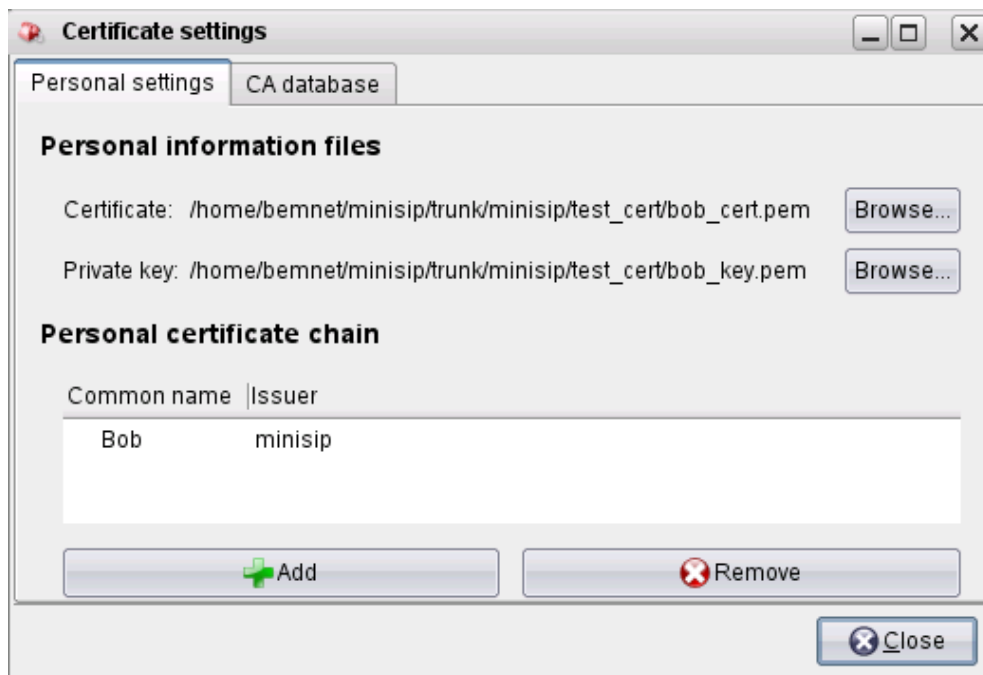 Certificate settings
Personal settings CA database
Personal information files
Certificate: /home/bemnet/minisip/trunk/minisip/test_cert/bob_cert.pem Browse...
Private key: /home/bemnet/minisip/trunk/minisip/test_cert/bob_key.pem Browse...
Personal certificate chain
Common name Issuer
Bob minisip
Add Remove
Close